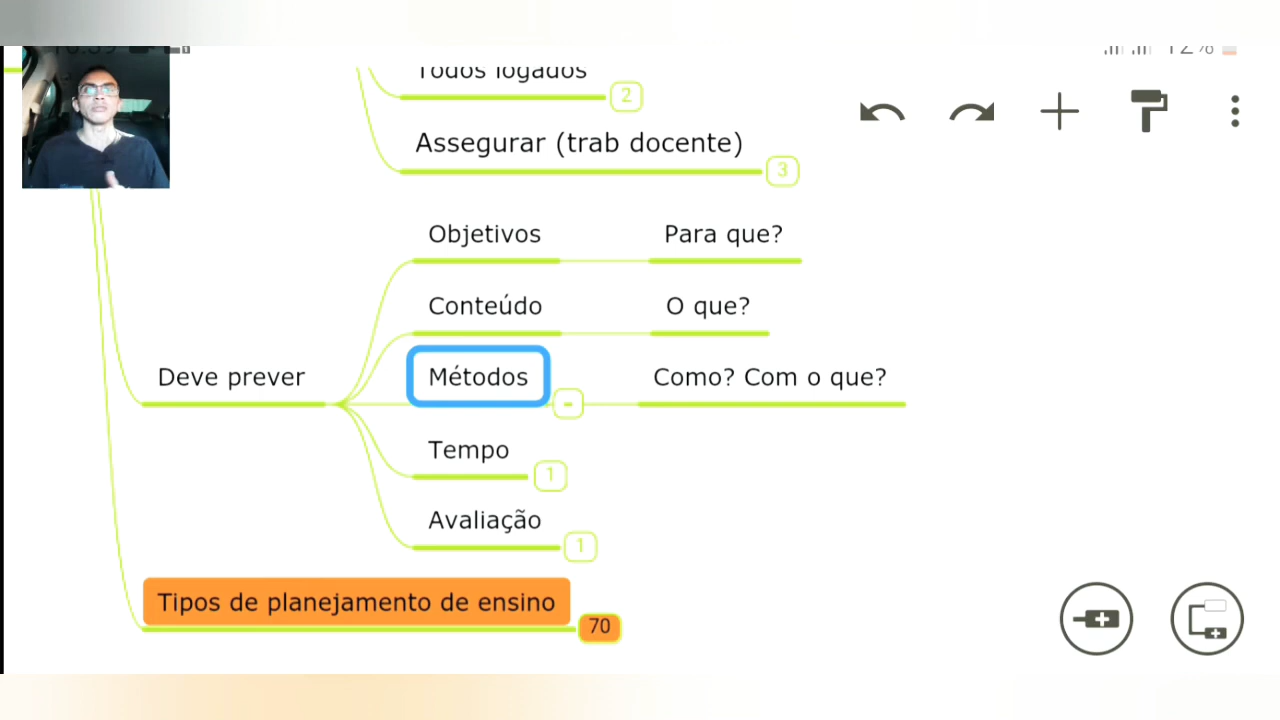 12%
Todos logados
2
Assegurar (trab docente)
3
Objetivos
Para que?
Conteúdo
O que?
Deve prever
Métodos
-
Como? Com o que?
Tempo
1
Avaliação
1
Tipos de planejamento de ensino
70